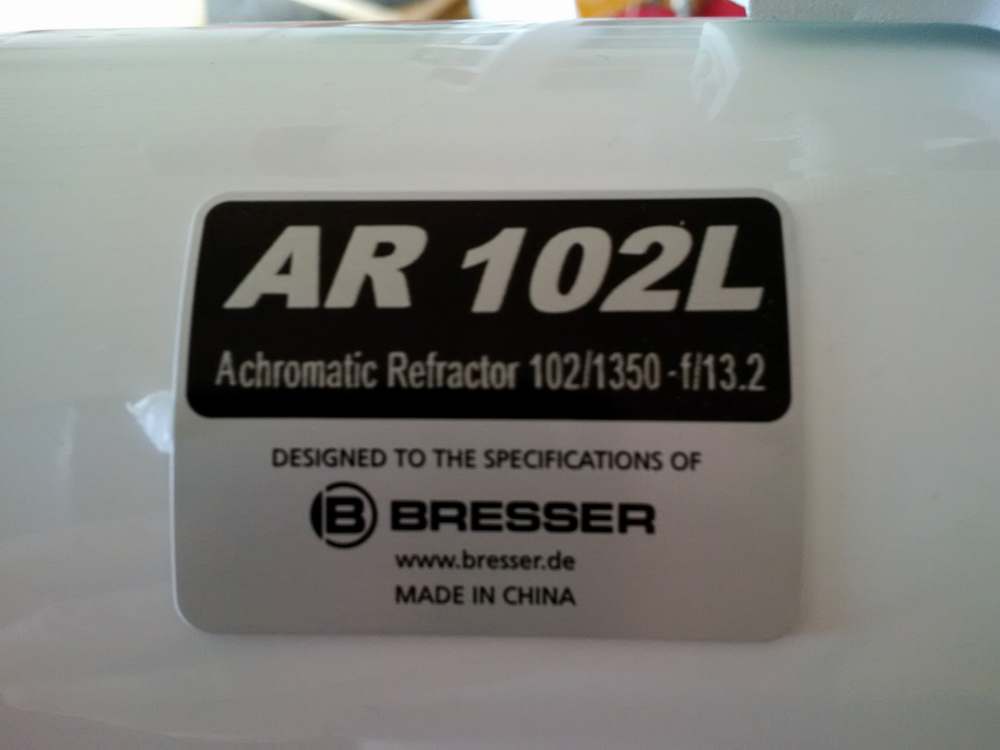 AR 102L
Achromatic Refractor 102/1350 -f/13.2
DESIGNED TO THE SPECIFICATIONS OF
B BRESSER
www.bresser.de
MADE IN CHINA